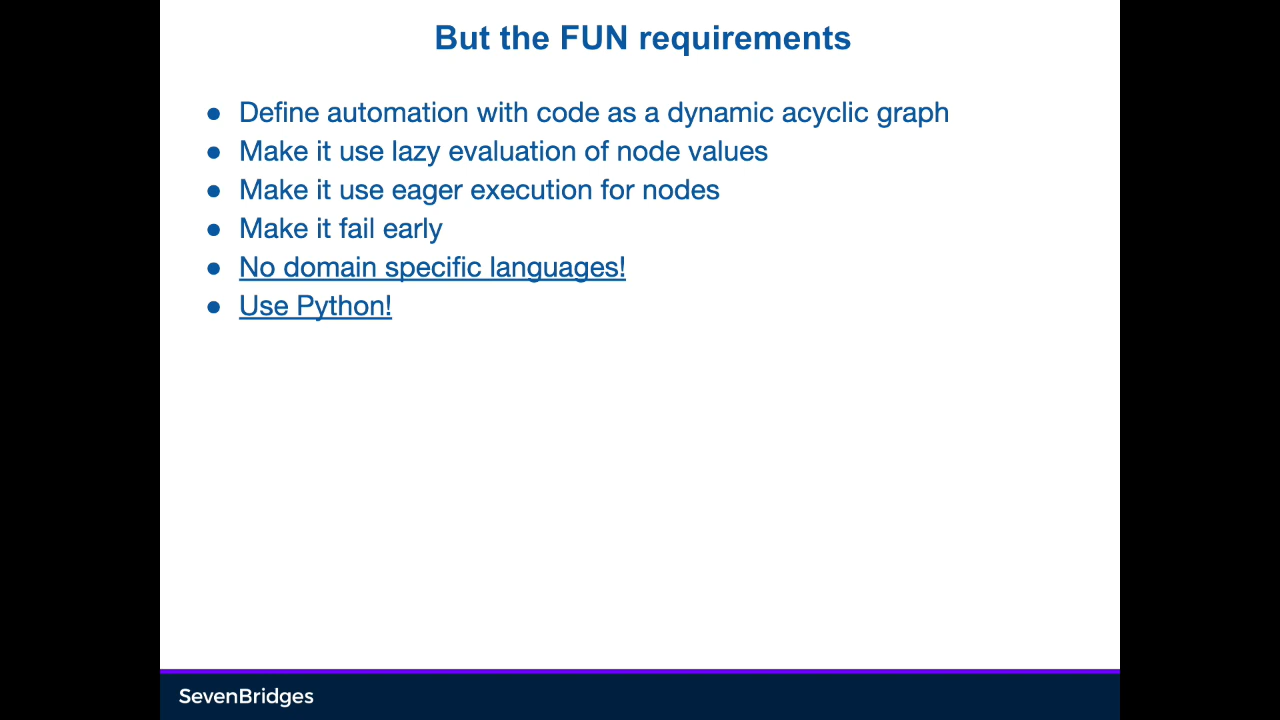 But the FUN requirements
● Define automation with code as a dynamic acyclic graph
● Make it use lazy evaluation of node values
● Make it use eager execution for nodes
● Make it fail early
● No domain specific languages!
● Use Python!
SevenBridges